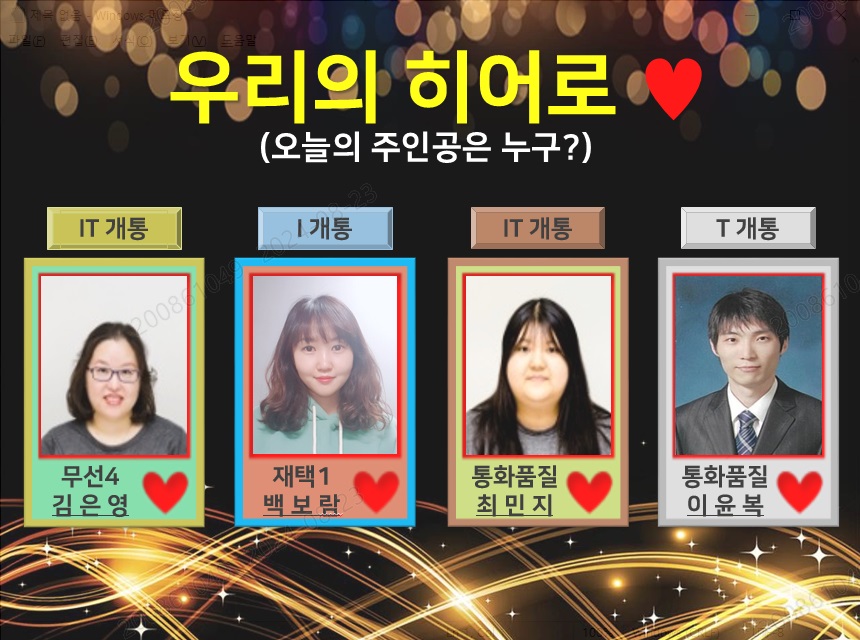 우리의 히어로
(오늘의 주인공은 누구?)
IT 개통
I 개통
IT 개통
T 개통
무선4
김 은 영
재택1
백 보 람
통화품질
최 민 지
통화품질
이 윤 복